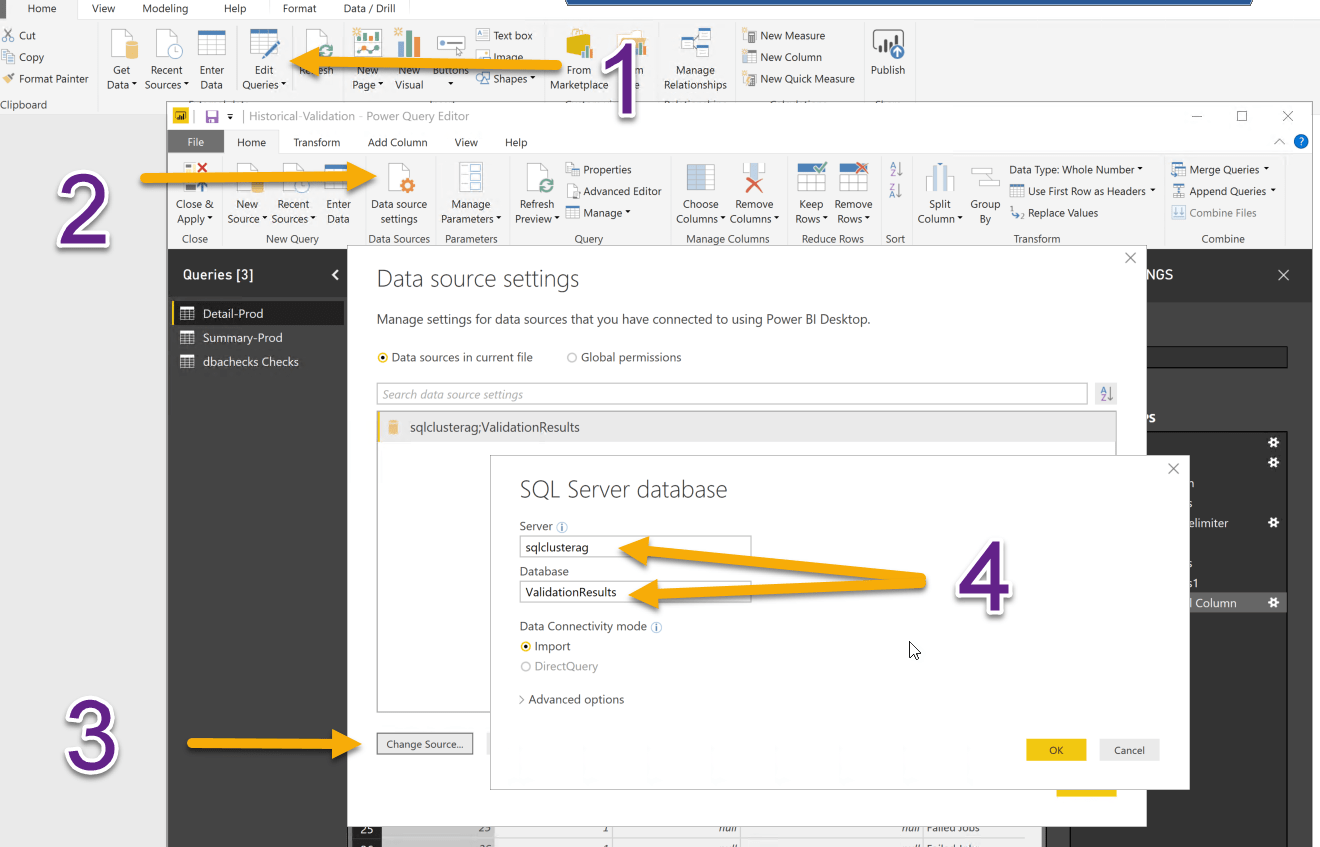 Home View Modeling Help Format Data / Drill
Cut
Copy
Format Painter
Clipboard
Get Data
Recent Sources
Enter Data
Edit Queries
Refresh
New Page
New Visual
Buttons
Text box
Image
Shapes
From Marketplace
Manage Relationships
New Measure
New Column
New Quick Measure
Publish
1
Historical-Validation - Power Query Editor
File Home Transform Add Column View Help
2
Close & Apply
New Source
Recent Sources
Enter Data
Data source settings
Manage Parameters
Refresh Preview
Properties
Advanced Editor
Manage
Choose Columns
Remove Columns
Keep Rows
Remove Rows
Split Column
Group By
Data Type: Whole Number
Use First Row as Headers
Replace Values
Merge Queries
Append Queries
Combine Files
Close New Query Data Sources Parameters Query Manage Columns Reduce Rows Sort Transform Combine
Queries [3]
Detail-Prod
Summary-Prod
dbachecks Checks
NGS
Data source settings
Manage settings for data sources that you have connected to using Power BI Desktop.
Data sources in current file Global permissions
Search data source settings
sqlclusterag;ValidationResults
SQL Server database
Server
sqlclusterag
Database
ValidationResults
4
Data Connectivity mode
Import
DirectQuery
Advanced options
OK Cancel
elimiter
s1
l Column
3
Change Source...
25 25 1 null null Failed Jobs